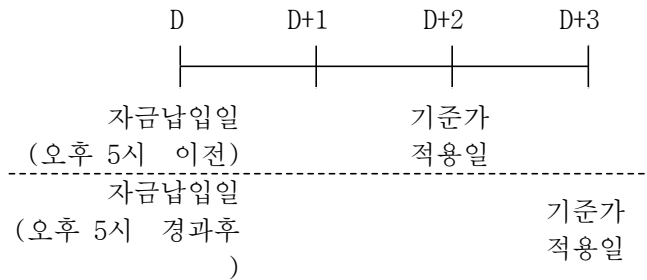 D D+1 D+2 D+3
자금납입일 기준가
(오후 5시 이전) 적용일
자금납입일
(오후 5시 경과후
)
기준가
적용일